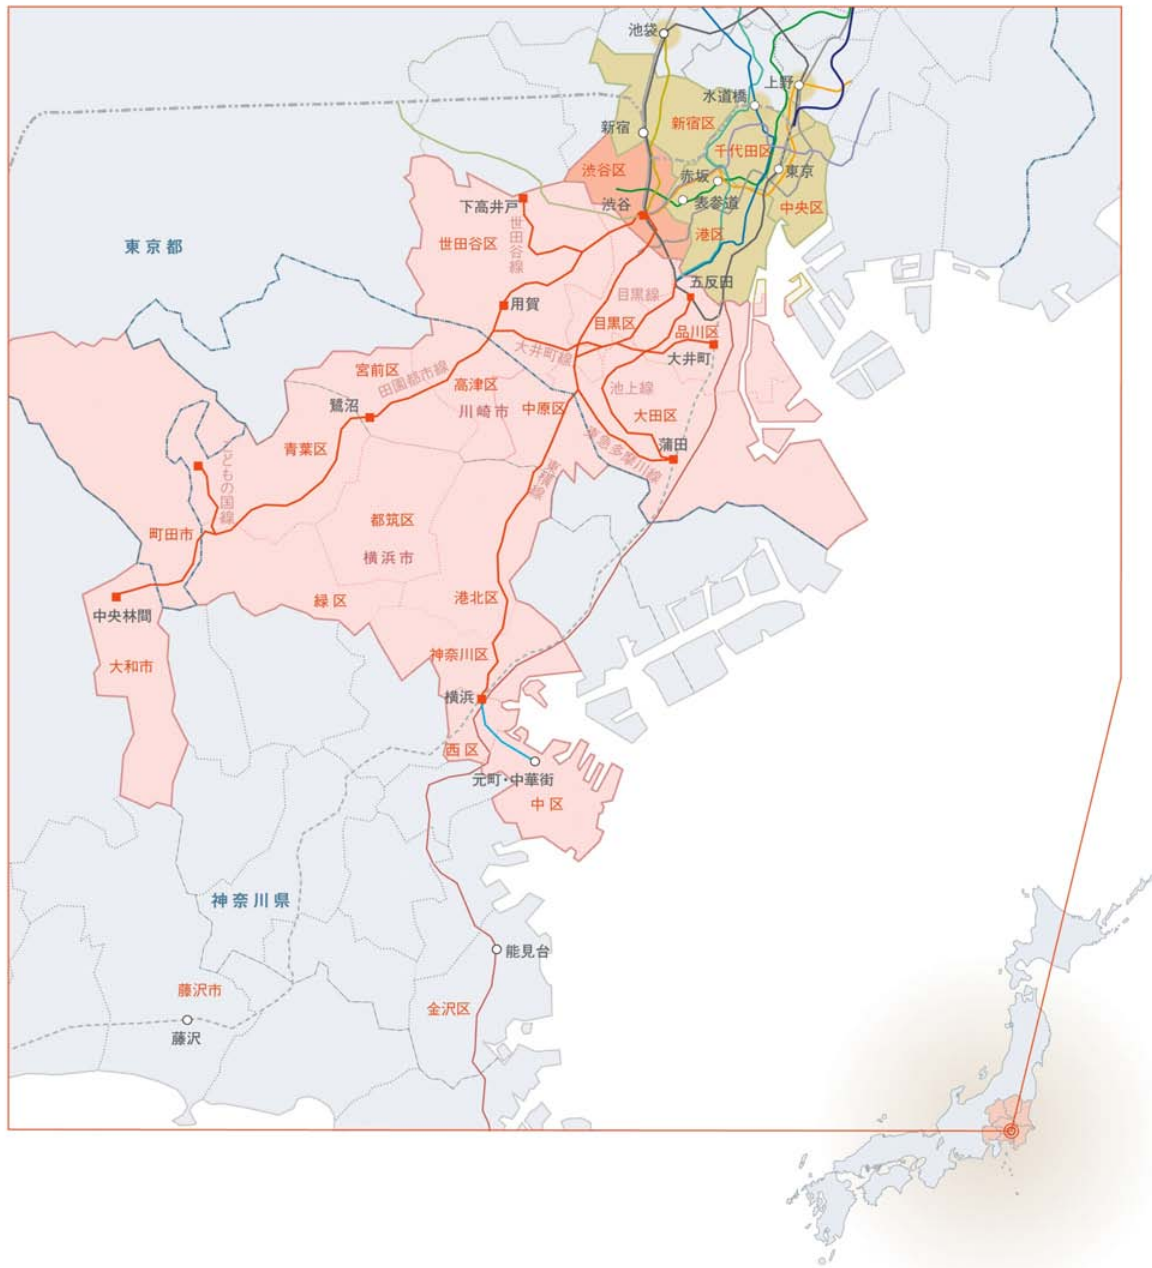 池袋
上野
水道橋
新宿
新宿区
千代田区
渋谷区
赤坂
東京
下高井戸
渋谷
表参道
中央区
世田谷線
港区
東京都
世田谷区
五反田
用賀
目黒線
目黒区
品川区
大井町線
大井町
宮前区
田園都市線
高津区
池上線
鷺沼
川崎市
中原区
大田区
青葉区
東急多摩川線
蒲田
こどもの国線
東横線
都筑区
町田市
横浜市
緑区
港北区
中央林間
神奈川区
大和市
横浜
西区
元町・中華街
中区
神奈川県
能見台
藤沢市
金沢区
藤沢